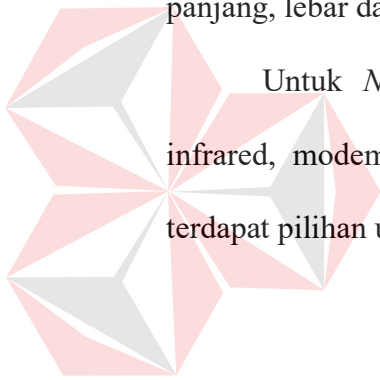 panjang, lebar da
Untuk M
infrared, modem
terdapat pilihan u